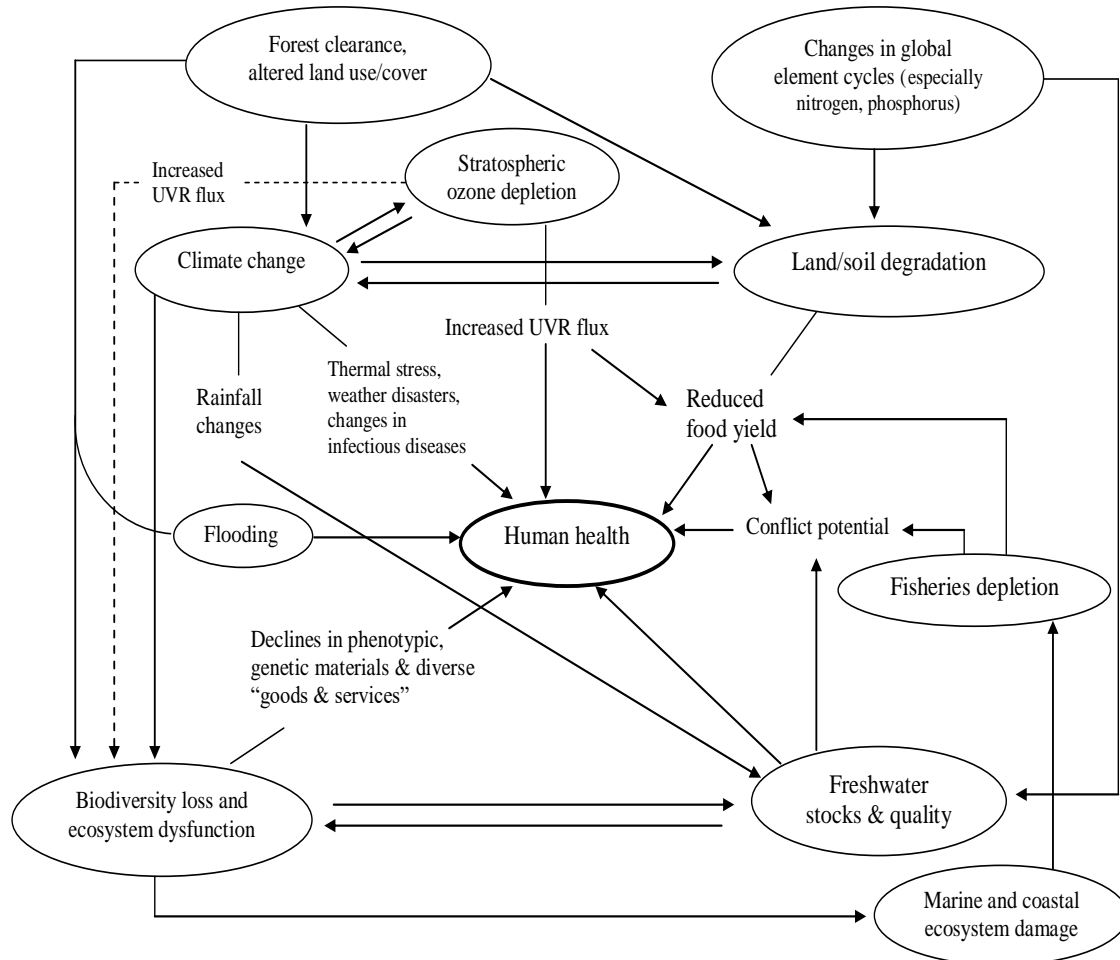 Forest clearance,
altered land use/cover
Changes in global
element cycles (especially
nitrogen, phosphorus)
Increased
UVR flux
Stratospheric
ozone depletion
Climate change
Land/soil degradation
Increased UVR flux
Rainfall
changes
Thermal stress,
weather disasters,
changes in
infectious diseases
Reduced
food yield
Flooding
Human health
Conflict potential
Fisheries depletion
Declines in phenotypic,
genetic materials & diverse
“goods & services”
Biodiversity loss and
ecosystem dysfunction
Freshwater
stocks & quality
Marine and coastal
ecosystem damage